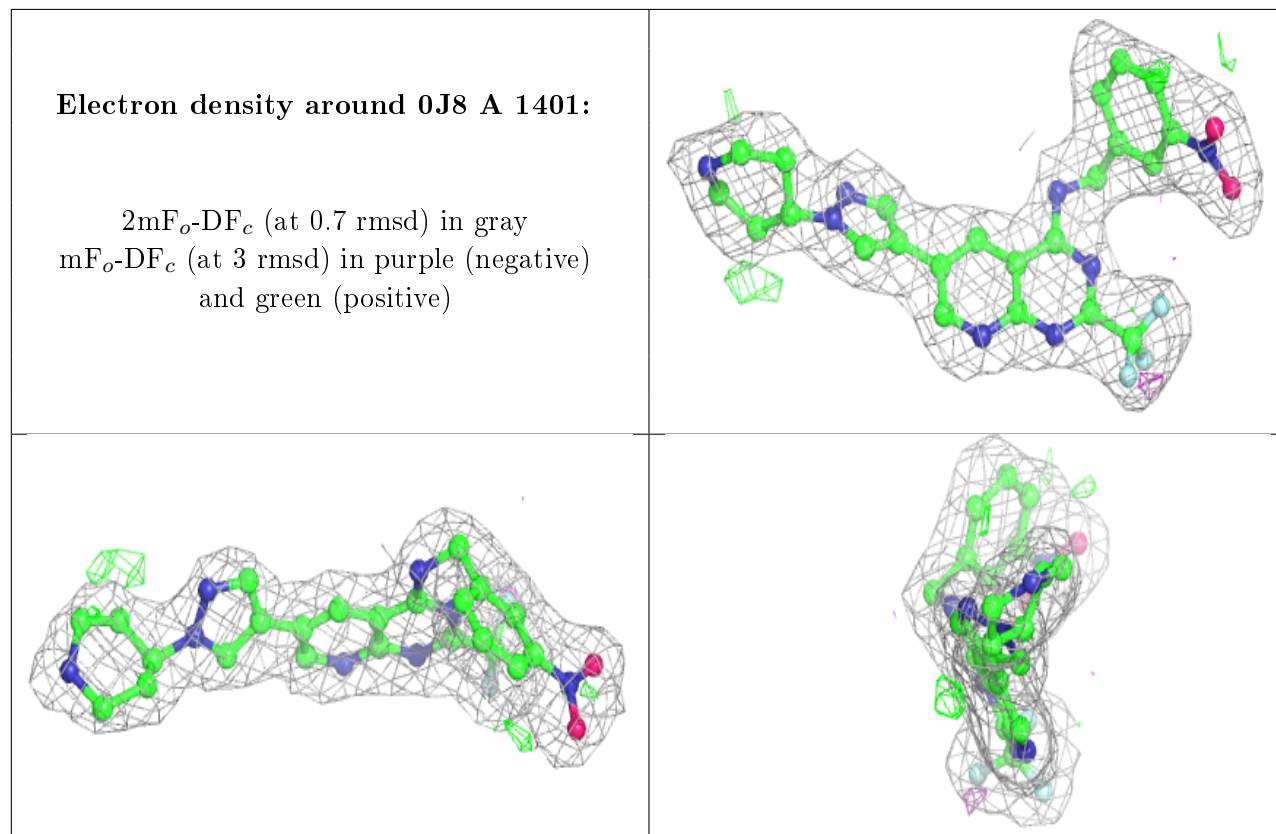 Electron density around 0J8 A 1401:
2mFo-DFc (at 0.7 rmsd) in gray
mFo-DFc (at 3 rmsd) in purple (negative)
and green (positive)